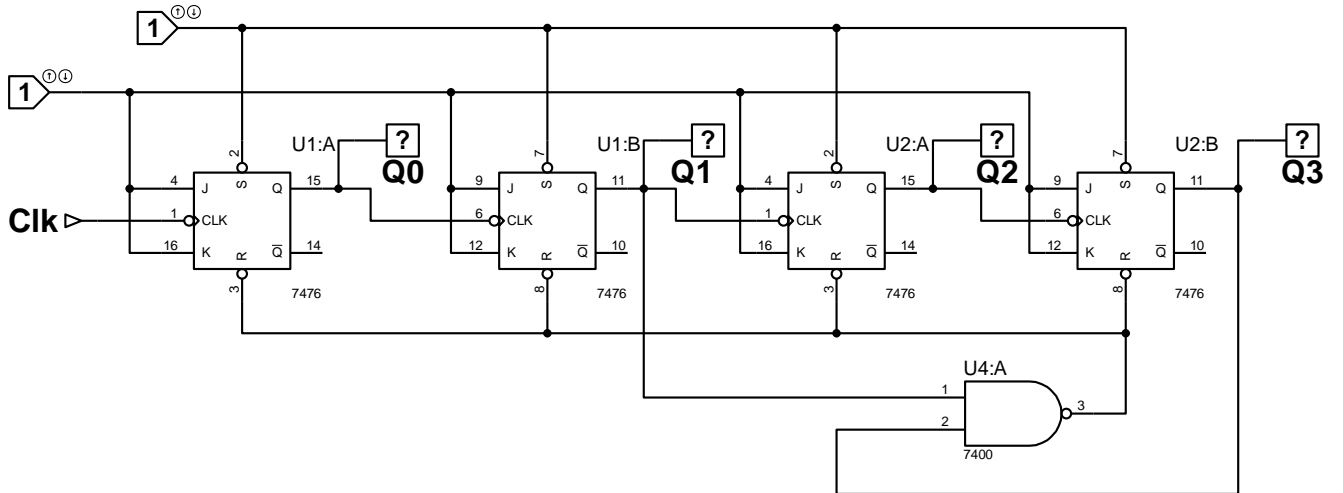 1
1
U1:A ? Q0
U1:B ? Q1
U2:A ? Q2
U2:B ? Q3
2 7 2 7
4 J S Q 15
9 J S Q 11
4 J S Q 15
9 J S Q 11
Clk 1 CLK
6 CLK
1 CLK
6 CLK
16 K R Q 14
12 K R Q 10
16 K R Q 14
12 K R Q 10
3 8 3 8
7476 7476 7476 7476
U4:A
1
2
3
7400